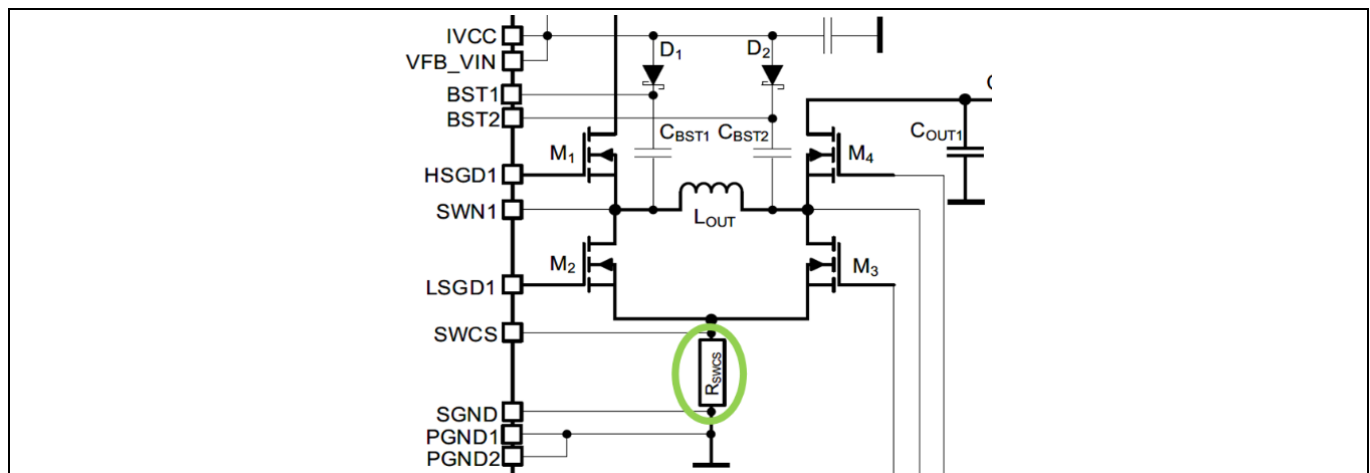 IVCC
VFB_VIN
BST1
BST2
HSGD1
SWN1
LSGD1
SWCS
SGND
PGND1
PGND2
D1
D2
CBST1
CBST2
M1
M4
COUT1
LOUT
M2
M3
RSWCS